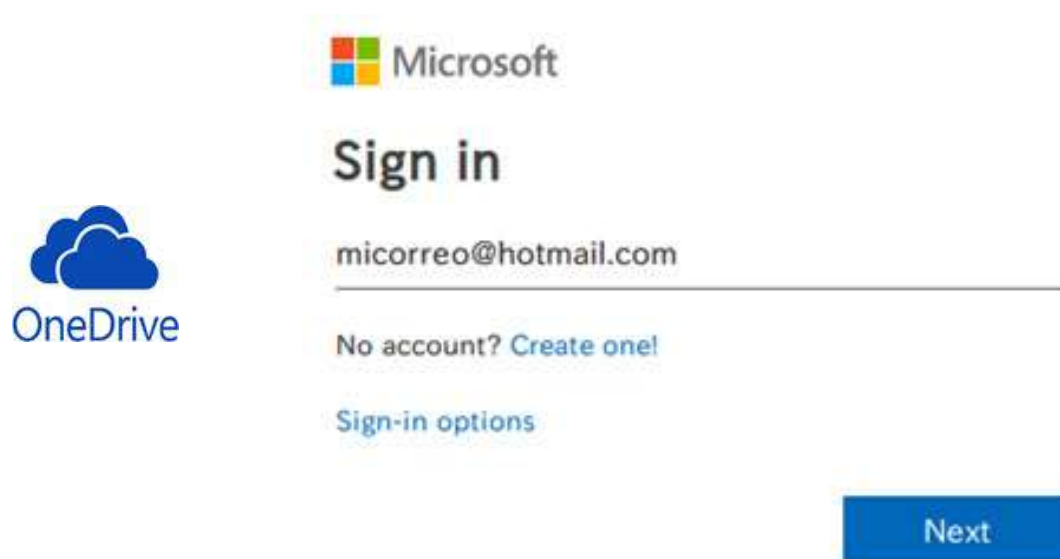 Microsoft
Sign in
micorreo@hotmail.com
OneDrive
No account? Create one!
Sign-in options
Next